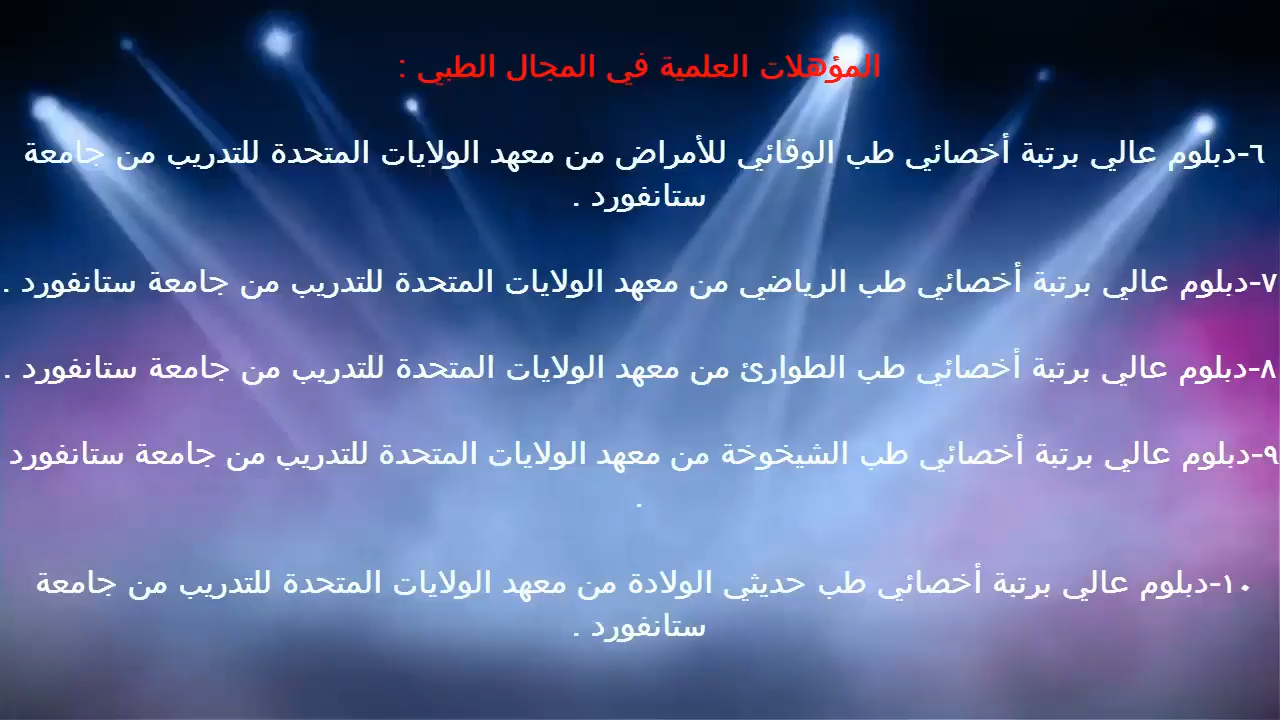 المؤهلات العلمية في المجال الطبي :
٦-دبلوم عالي برتبة أخصائي طب الوقائي للأمراض من معهد الولايات المتحدة للتدريب من جامعة
ستانفورد .
٧-دبلوم عالي برتبة أخصائي طب الرياضي من معهد الولايات المتحدة للتدريب من جامعة ستانفورد .
٨-دبلوم عالي برتبة أخصائي طب الطوارئ من معهد الولايات المتحدة للتدريب من جامعة ستانفورد .
٩-دبلوم عالي برتبة أخصائي طب الشيخوخة من معهد الولايات المتحدة للتدريب من جامعة ستانفورد
.
١٠-دبلوم عالي برتبة أخصائي طب حديثي الولادة من معهد الولايات المتحدة للتدريب من جامعة
ستانفورد .